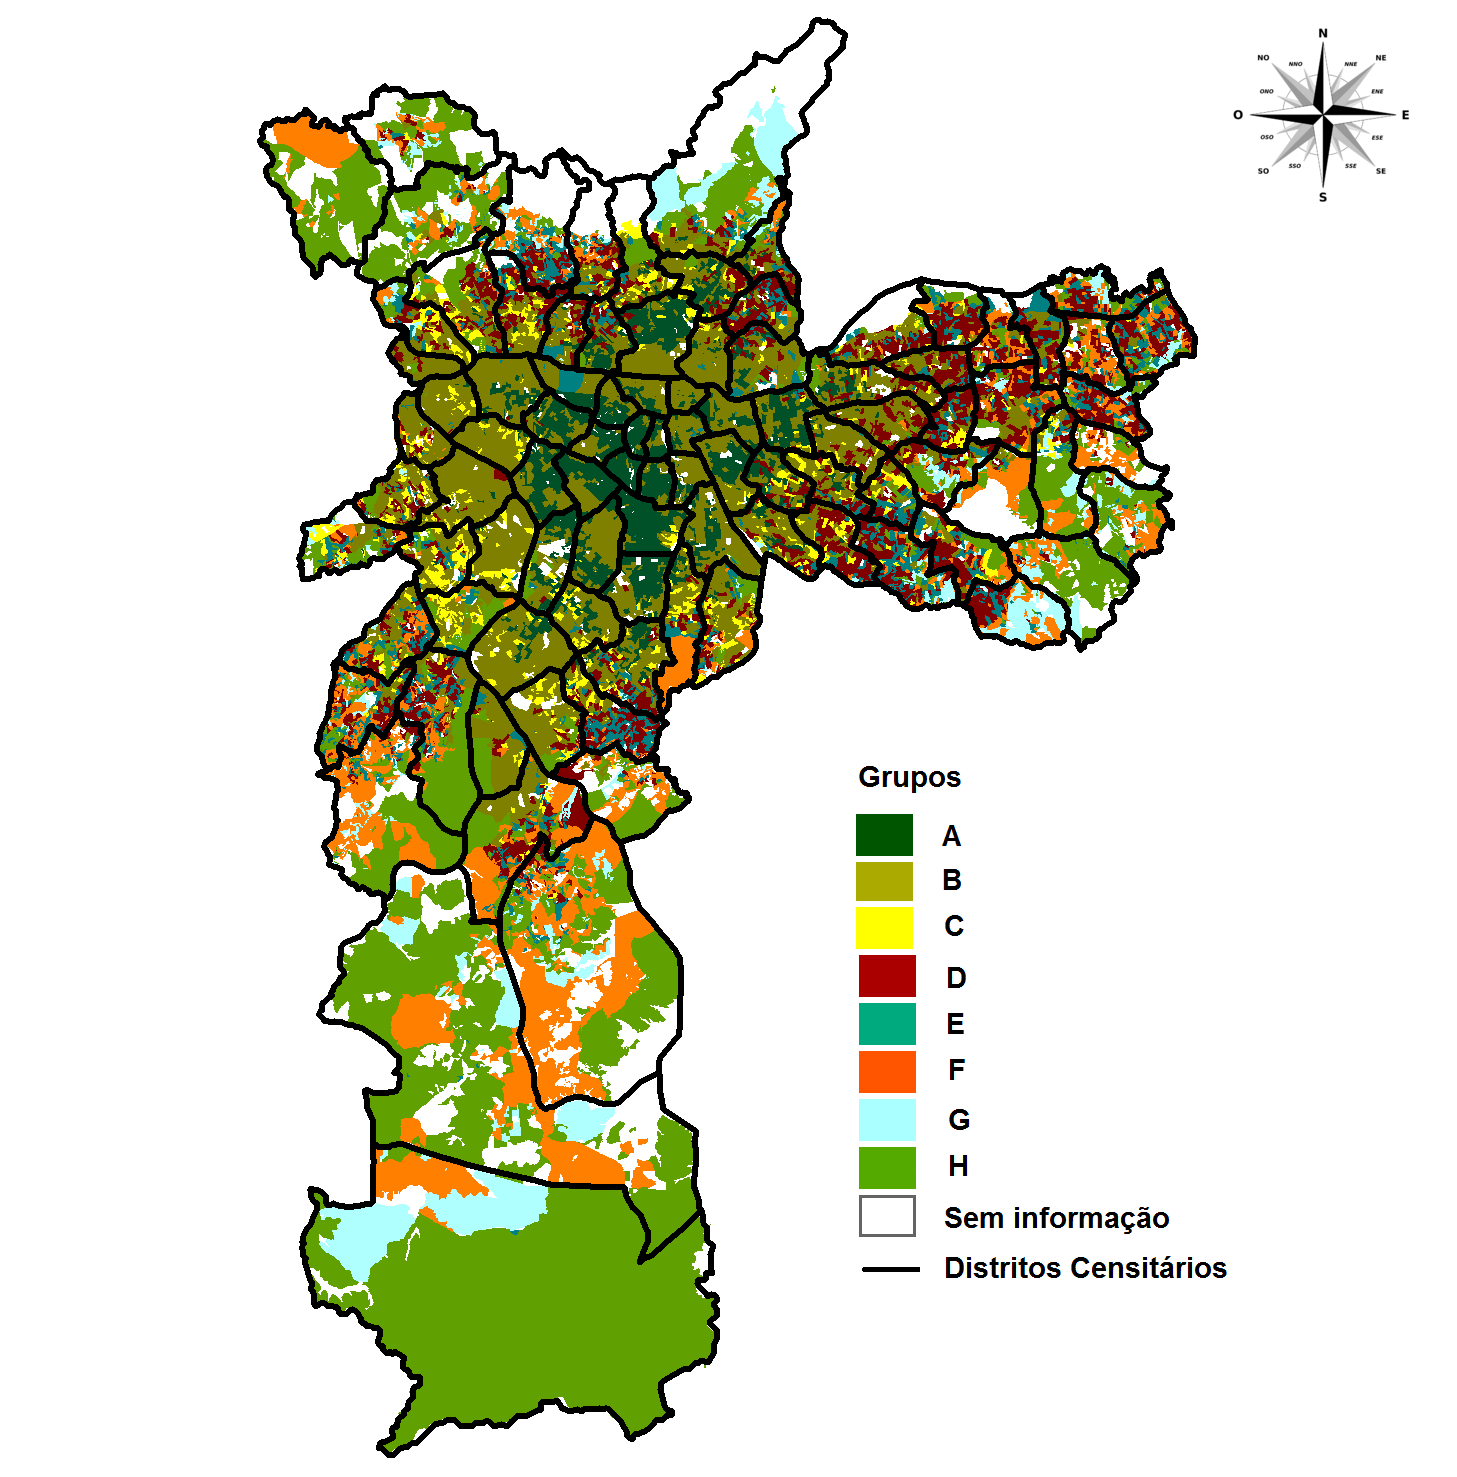 N
NO
NNO
NNE
NE
ONO
ENE
O
E
OSO
ESE
SO
SSO
SSE
SE
S
Grupos
A
B
C
D
E
F
G
H
Sem informação
Distritos Censitários